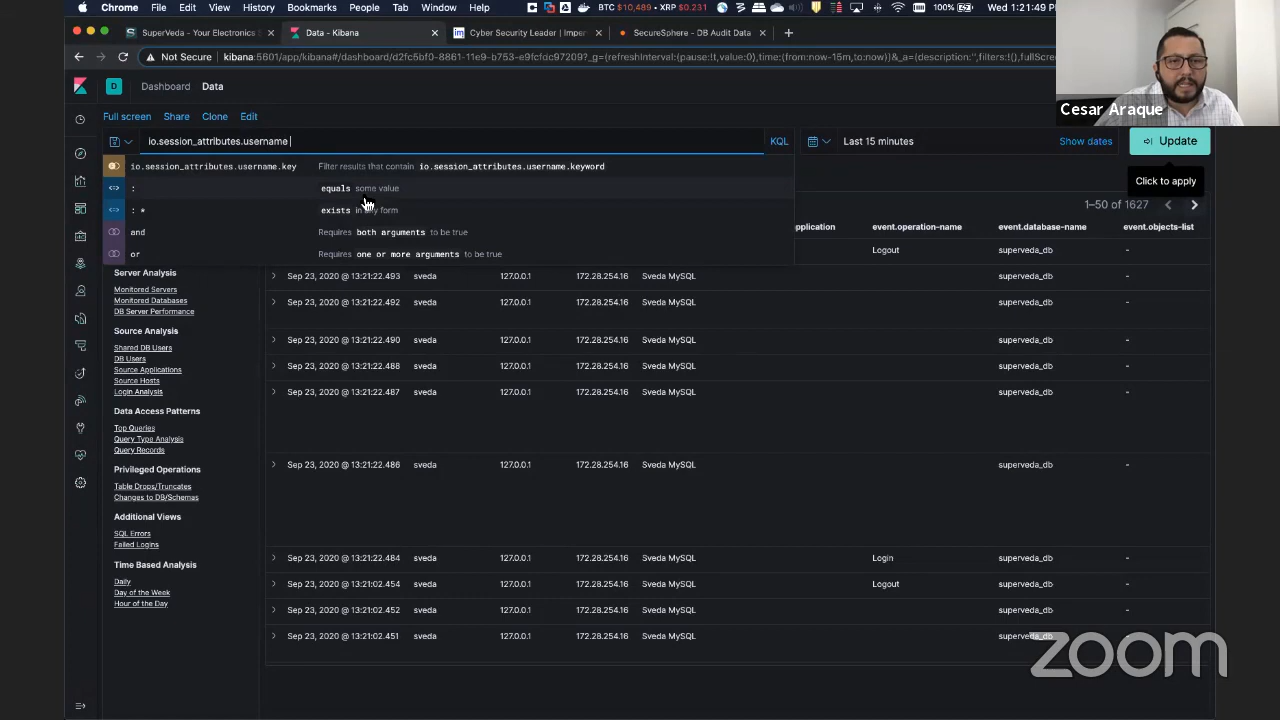 Chrome File Edit View History Bookmarks People Tab Window Help BTC $10,489 • XRP $0.231 100% Wed 1:21:49 PM
SuperVeda - Your Electronics S × Data - Kibana × Cyber Security Leader | Imper × SecureSphere - DB Audit Data × +
Not Secure kibana:5601/app/kibana#/dashboard/d2fc5bf0-8861-11e9-b753-e9fcfdc97209?_g=(refreshInterval:(pause:!t,value:0),time:(from:now-15m,to:now))&_a=(description:'',filters:!(),fullScre
Cesar Araque
D Dashboard Data
Full screen Share Clone Edit
io.session_attributes.username KQL Last 15 minutes Show dates Update
io.session_attributes.username.key Filter results that contain io.session_attributes.username.keyword
Click to apply
: equals some value
: * exists in any form
1–50 of 1627
and Requires both arguments to be true
or Requires one or more arguments to be true
pplication event.operation-name event.database-name event.objects-list
Logout superveda_db -
Server Analysis
Monitored Servers
Monitored Databases
DB Server Performance
Source Analysis
Shared DB Users
DB Users
Source Applications
Source Hosts
Login Analysis
Data Access Patterns
Top Queries
Query Type Analysis
Query Records
Privileged Operations
Table Drops/Truncates
Changes to DB/Schemas
Additional Views
SQL Errors
Failed Logins
Time Based Analysis
Daily
Day of the Week
Hour of the Day
Sep 23, 2020 @ 13:21:22.493 sveda 127.0.0.1 172.28.254.16 Sveda MySQL superveda_db -
Sep 23, 2020 @ 13:21:22.492 sveda 127.0.0.1 172.28.254.16 Sveda MySQL superveda_db -
Sep 23, 2020 @ 13:21:22.490 sveda 127.0.0.1 172.28.254.16 Sveda MySQL superveda_db -
Sep 23, 2020 @ 13:21:22.488 sveda 127.0.0.1 172.28.254.16 Sveda MySQL superveda_db -
Sep 23, 2020 @ 13:21:22.487 sveda 127.0.0.1 172.28.254.16 Sveda MySQL superveda_db -
Sep 23, 2020 @ 13:21:22.486 sveda 127.0.0.1 172.28.254.16 Sveda MySQL superveda_db -
Sep 23, 2020 @ 13:21:22.484 sveda 127.0.0.1 172.28.254.16 Sveda MySQL Login superveda_db -
Sep 23, 2020 @ 13:21:02.454 sveda 127.0.0.1 172.28.254.16 Sveda MySQL Logout superveda_db -
Sep 23, 2020 @ 13:21:02.452 sveda 127.0.0.1 172.28.254.16 Sveda MySQL superveda_db -
Sep 23, 2020 @ 13:21:02.451 sveda 127.0.0.1 172.28.254.16 Sveda MySQL superveda_db -
zoom